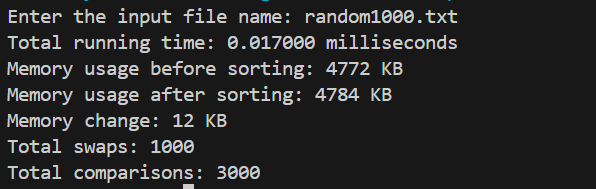 Enter the input file name: random1000.txt
Total running time: 0.017000 milliseconds
Memory usage before sorting: 4772 KB
Memory usage after sorting: 4784 KB
Memory change: 12 KB
Total swaps: 1000
Total comparisons: 3000